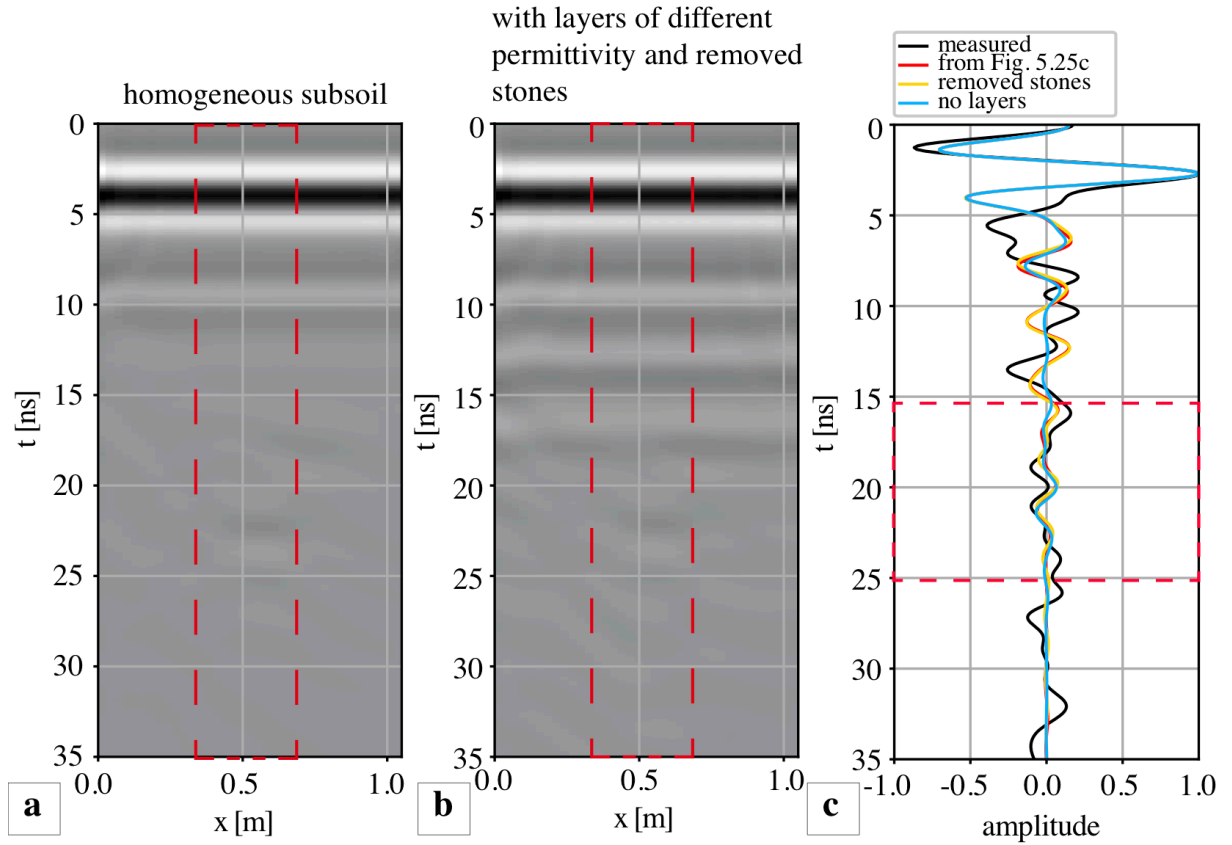 homogeneous subsoil
with layers of different
permittivity and removed
stones
measured
from Fig. 5.25c
removed stones
no layers
0
5
10
15
20
25
30
35
t [ns]
0.0
0.5
1.0
x [m]
a
0
5
10
15
20
25
30
35
t [ns]
0.0
0.5
1.0
x [m]
b
0
5
10
15
20
25
30
35
t [ns]
-1.0
-0.5
0.0
0.5
1.0
amplitude
c